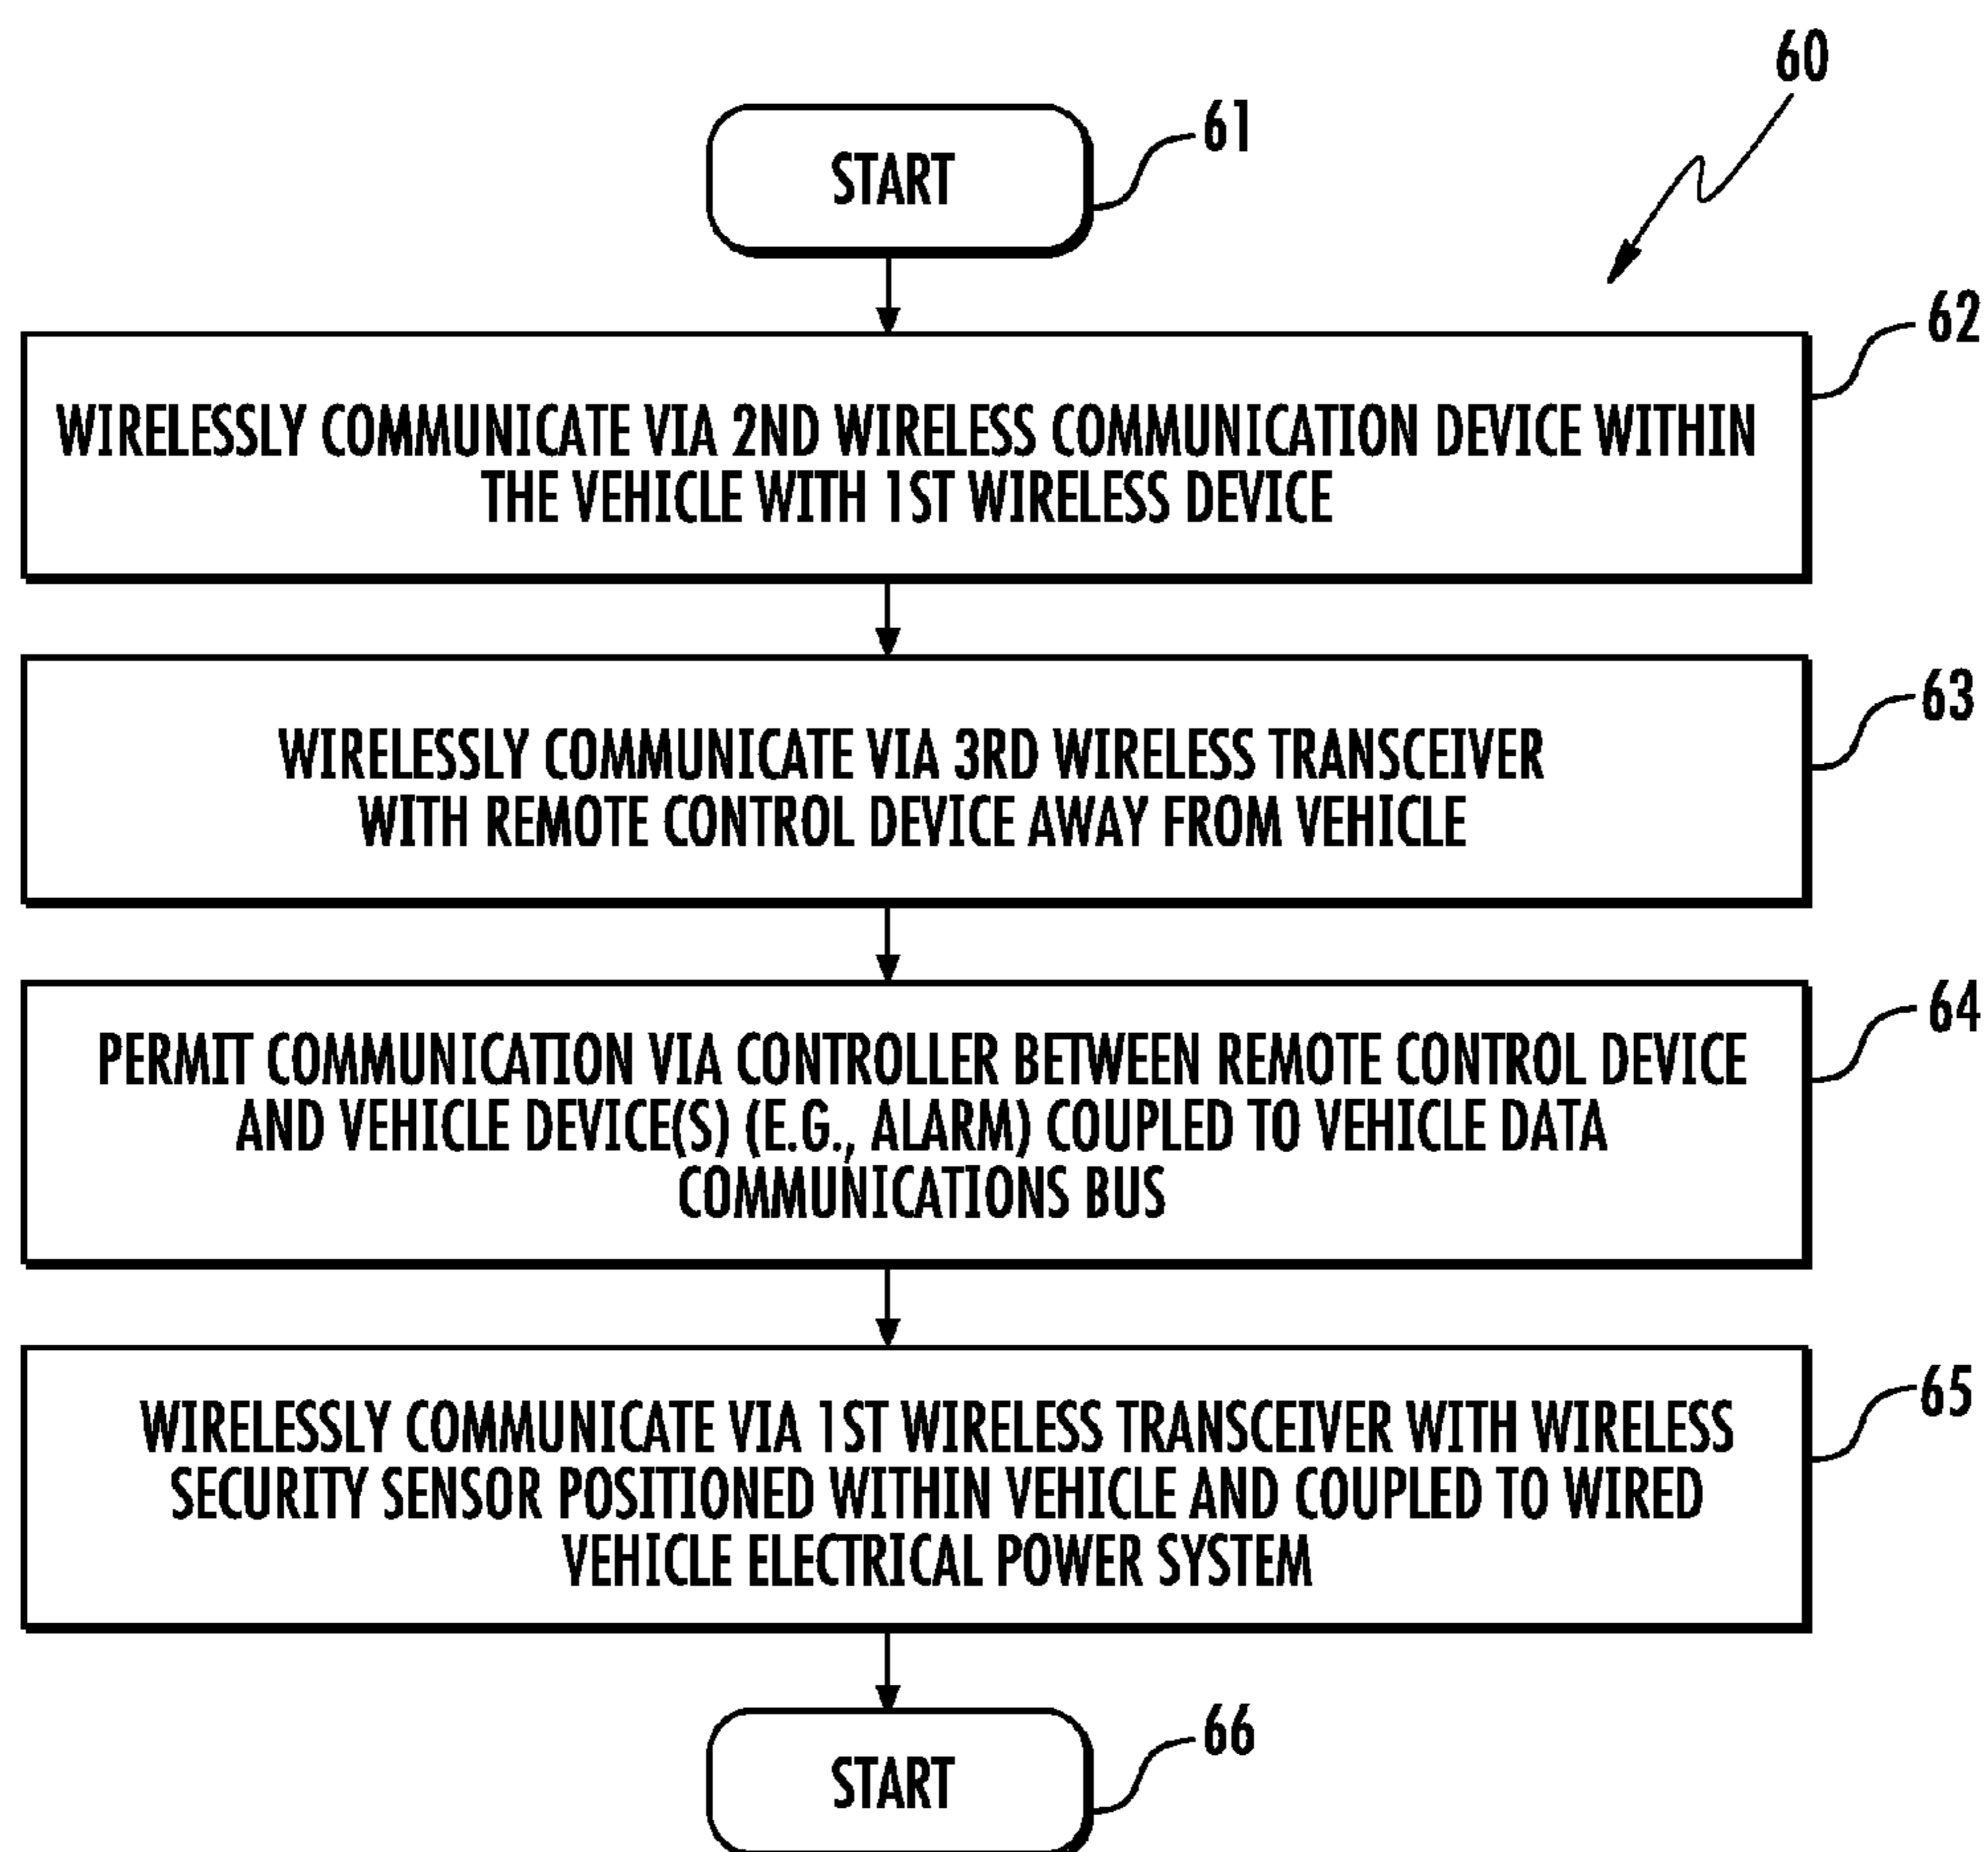 60
START
61
62
WIRELESSLY COMMUNICATE VIA 2ND WIRELESS COMMUNICATION DEVICE WITHIN
THE VEHICLE WITH 1ST WIRELESS DEVICE
63
WIRELESSLY COMMUNICATE VIA 3RD WIRELESS TRANSCEIVER
WITH REMOTE CONTROL DEVICE AWAY FROM VEHICLE
64
PERMIT COMMUNICATION VIA CONTROLLER BETWEEN REMOTE CONTROL DEVICE
AND VEHICLE DEVICE(S) (E.G., ALARM) COUPLED TO VEHICLE DATA
COMMUNICATIONS BUS
65
WIRELESSLY COMMUNICATE VIA 1ST WIRELESS TRANSCEIVER WITH WIRELESS
SECURITY SENSOR POSITIONED WITHIN VEHICLE AND COUPLED TO WIRED
VEHICLE ELECTRICAL POWER SYSTEM
START
66